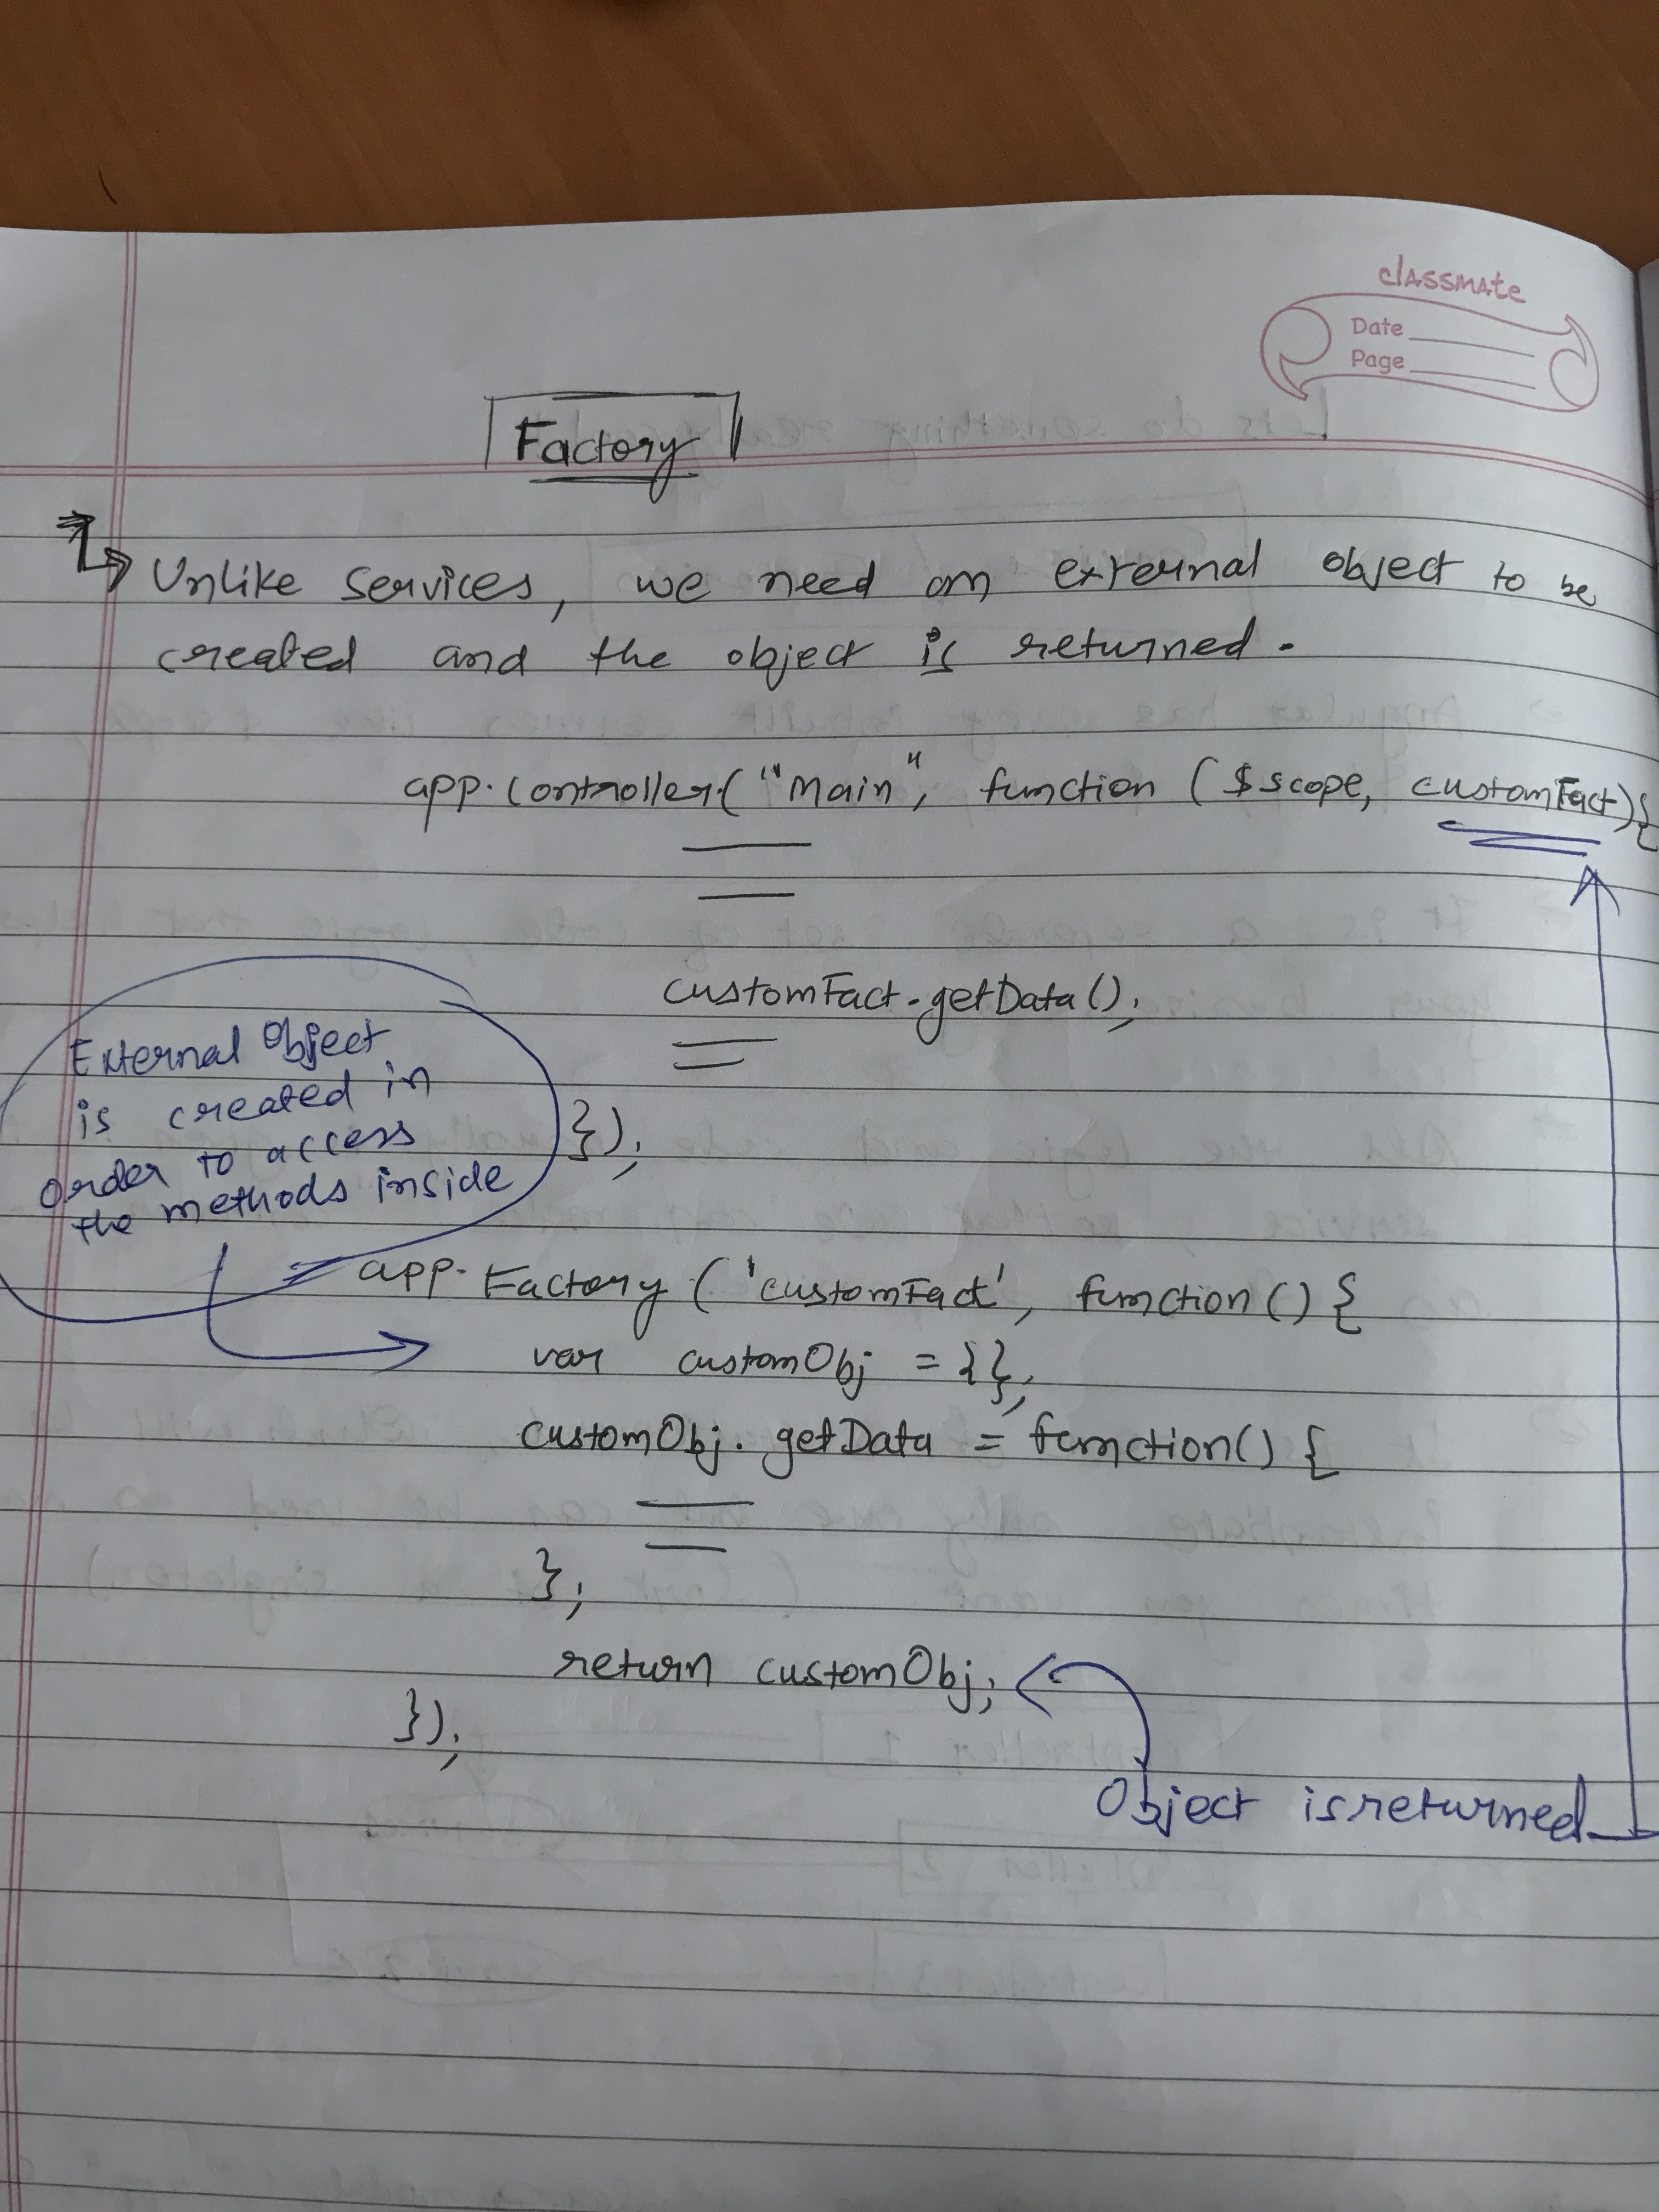 classmate
Date
Page
Factory
Unlike services, we need an external object to be
created and the object is returned.
app.controller("Main", function ($scope, customFact){
customFact.getData();
});
External Object
is created in
order to access
the methods inside
app.Factory('customFact', function() {
var customObj = {};
customObj.getData = function() {
};
return customObj;
});
Object is returned